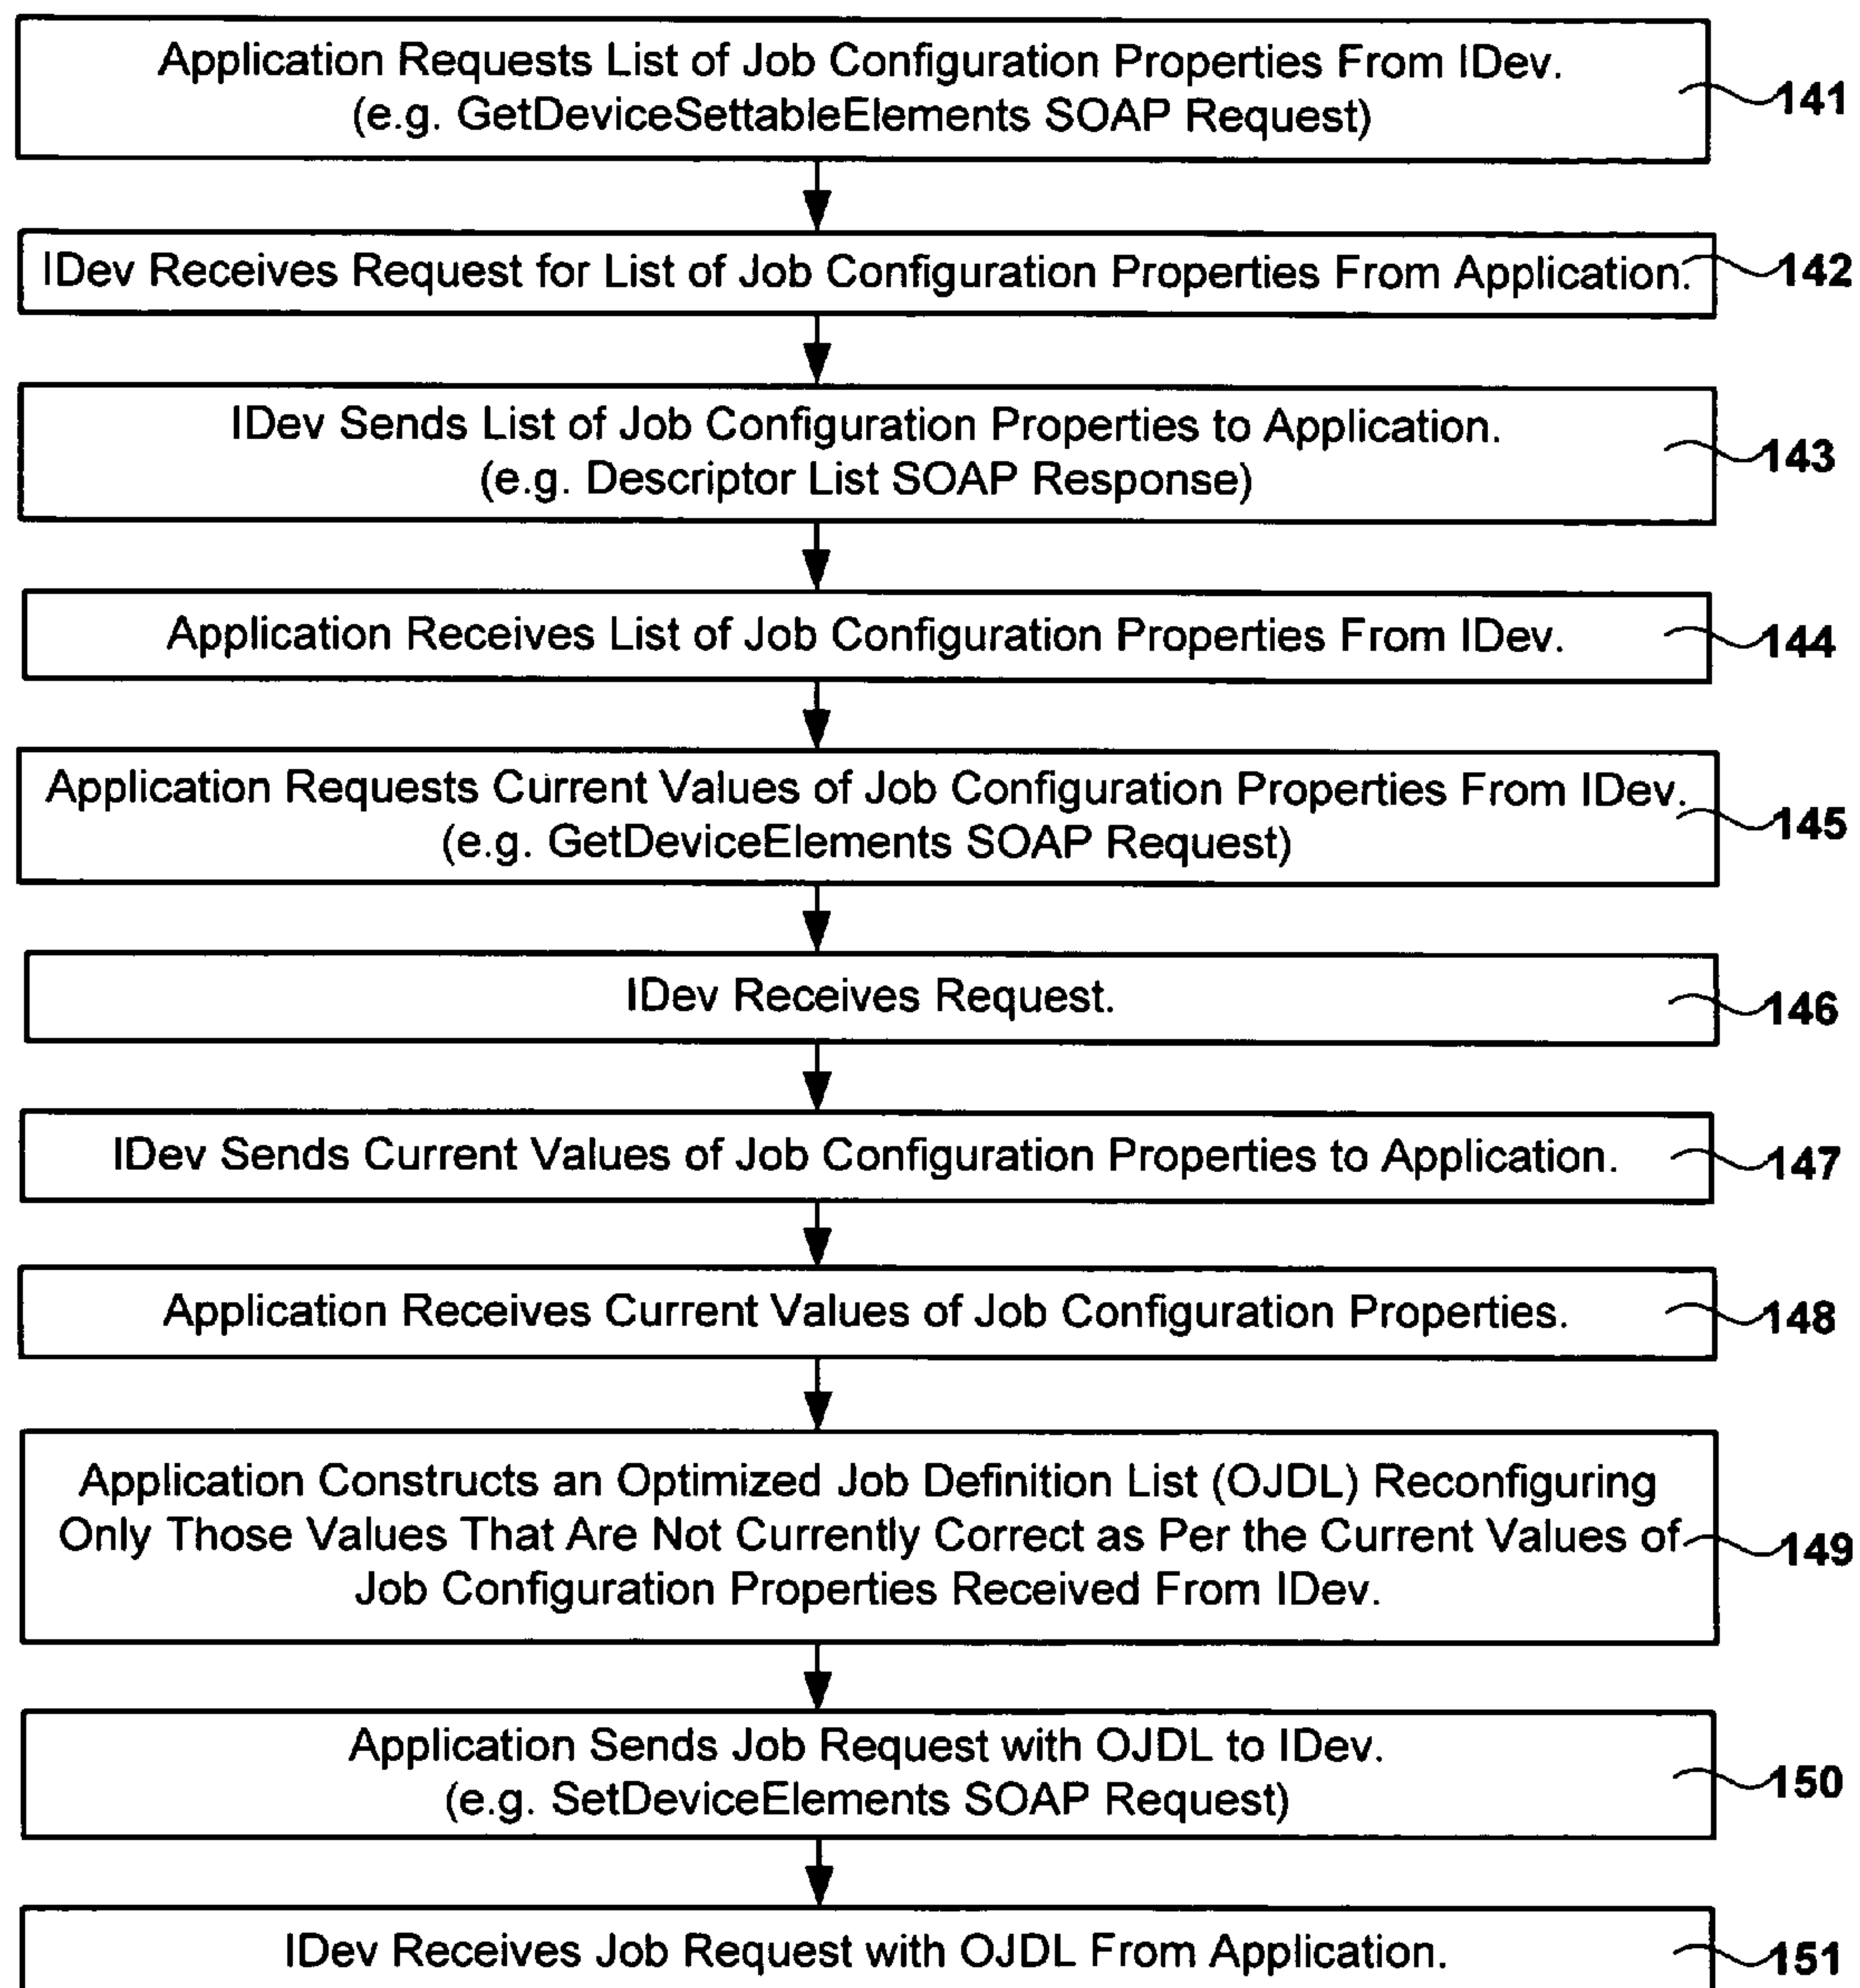 Application Requests List of Job Configuration Properties From IDev.
(e.g. GetDeviceSettableElements SOAP Request)
141
IDev Receives Request for List of Job Configuration Properties From Application.
142
IDev Sends List of Job Configuration Properties to Application.
(e.g. Descriptor List SOAP Response)
143
Application Receives List of Job Configuration Properties From IDev.
144
Application Requests Current Values of Job Configuration Properties From IDev.
(e.g. GetDeviceElements SOAP Request)
145
IDev Receives Request.
146
IDev Sends Current Values of Job Configuration Properties to Application.
147
Application Receives Current Values of Job Configuration Properties.
148
Application Constructs an Optimized Job Definition List (OJDL) Reconfiguring
Only Those Values That Are Not Currently Correct as Per the Current Values of
Job Configuration Properties Received From IDev.
149
Application Sends Job Request with OJDL to IDev.
(e.g. SetDeviceElements SOAP Request)
150
IDev Receives Job Request with OJDL From Application.
151